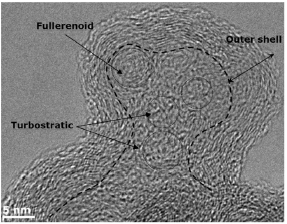 Fullerenoid
Outer shell
Turbostratic
5 nm